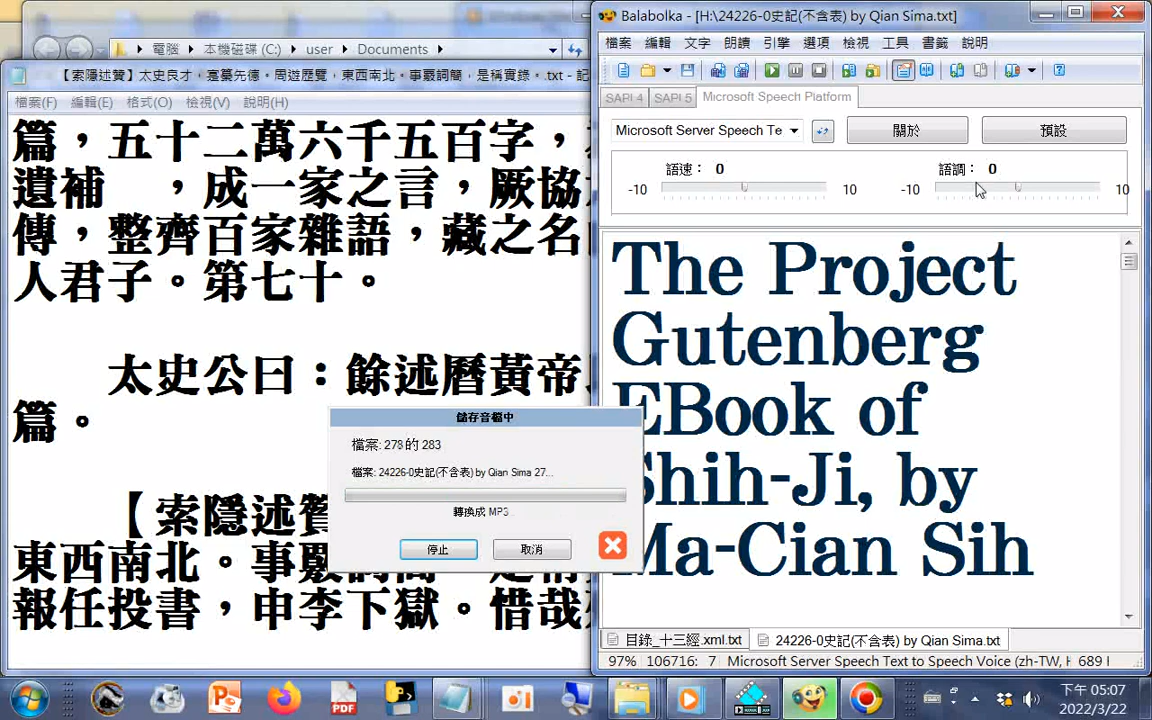 電腦 ▸ 本機磁碟 (C:) ▸ user ▸ Documents ▸
【索隱述贊】太史良才，寔纂先德。周遊歷覽，東西南北。事覈詞簡，是稱實錄。.txt - 記
檔案(F) 編輯(E) 格式(O) 檢視(V) 說明(H)
篇，五十二萬六千五百字，
遺補　，成一家之言，厥協
傳，整齊百家雜語，藏之名
人君子。第七十。
太史公曰：餘述曆黃帝
篇。
【索隱述贊
東西南北。事覈
報任投書，申李下獄。惜哉
儲存音檔中
檔案: 278 的 283
檔案: 24226-0史記(不含表) by Qian Sima 27...
轉換成 MP3
停止 取消
Balabolka - [H:\24226-0史記(不含表) by Qian Sima.txt]
檔案 編輯 文字 朗讀 引擎 選項 檢視 工具 書籤 說明
SAPI 4 SAPI 5 Microsoft Speech Platform
Microsoft Server Speech Te 關於 預設
語速： 0 語調： 0
-10 10 -10 10
The Project
Gutenberg
EBook of
Shih-Ji, by
Ma-Cian Sih
目錄_十三經.xml.txt 24226-0史記(不含表) by Qian Sima.txt
97% 106716: 7 Microsoft Server Speech Text to Speech Voice (zh-TW, H 689 I
PDF
下午 05:07
2022/3/22